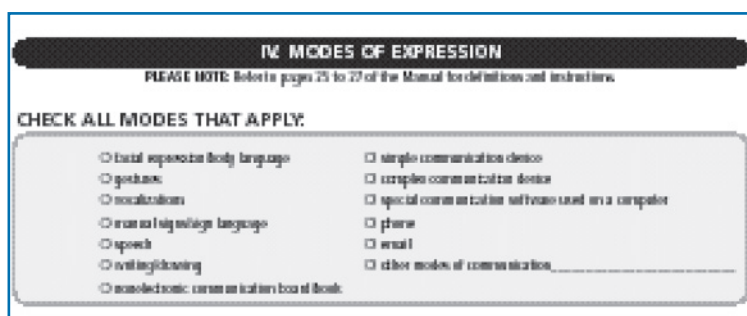 IV. MODES OF EXPRESSION
PLEASE NOTE: Refer to pages 25 to 27 of the Manual for definitions and instructions.
CHECK ALL MODES THAT APPLY:
facial expression/body language
gestures
vocalizations
manual signs/sign language
speech
writing/drawing
nonelectronic communication board/book
simple communication device
complex communication device
special communication software used on a computer
phone
email
other modes of communication